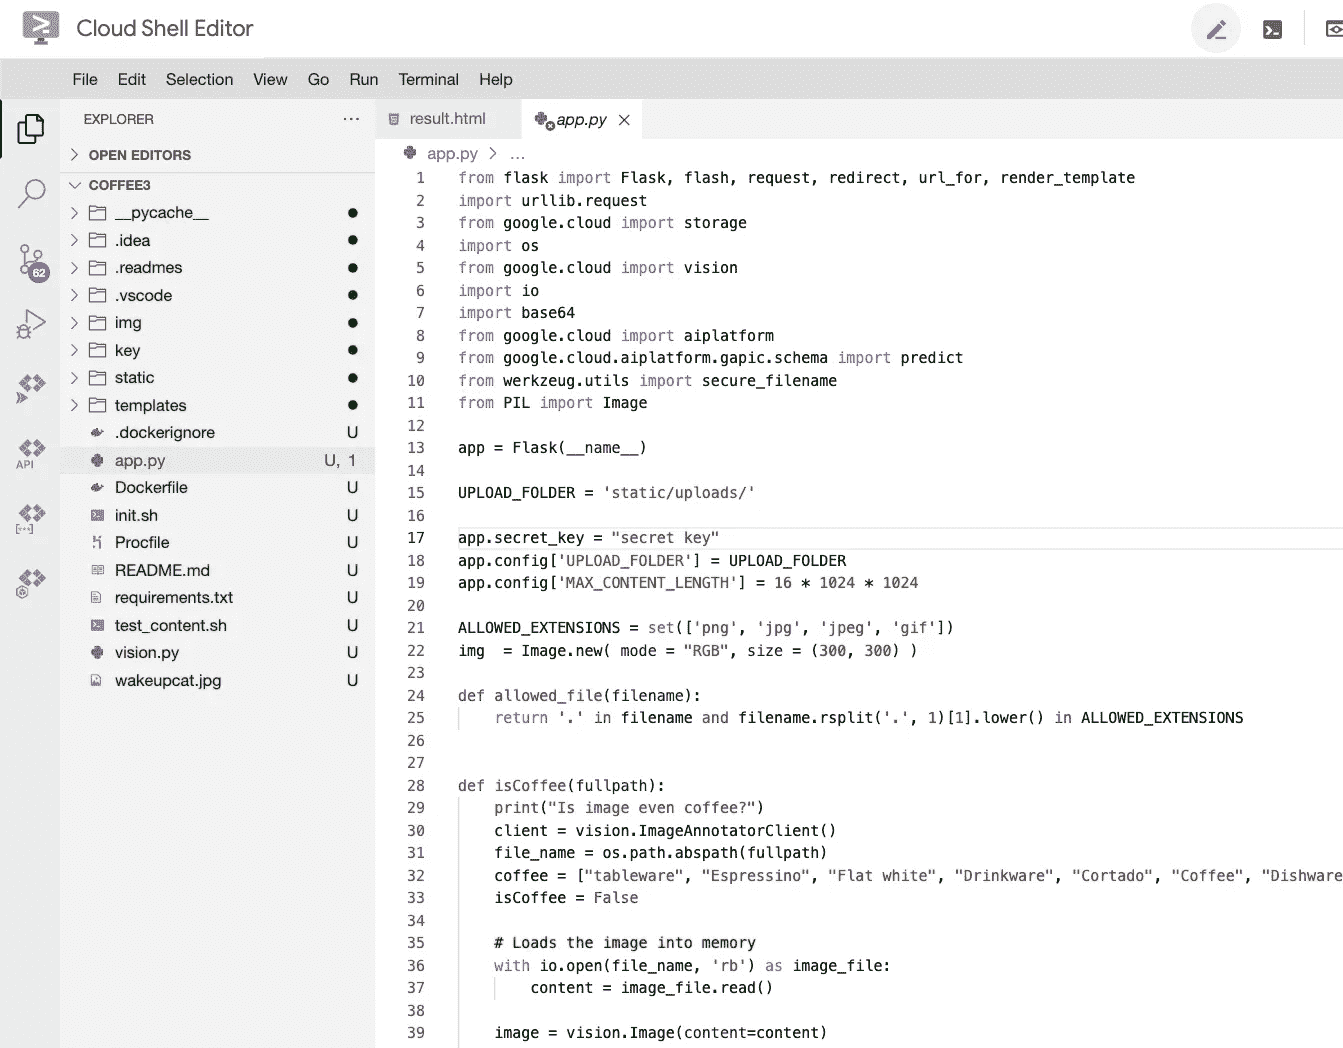 Cloud Shell Editor
File Edit Selection View Go Run Terminal Help
EXPLORER ...
OPEN EDITORS
COFFEE3
__pycache__
.idea
.readmes
.vscode
img
key
static
templates
.dockerignore U
app.py U, 1
Dockerfile U
init.sh U
Procfile U
README.md U
requirements.txt U
test_content.sh U
vision.py U
wakeupcat.jpg U
62
API
result.html app.py
app.py > ...
1 from flask import Flask, flash, request, redirect, url_for, render_template
2 import urllib.request
3 from google.cloud import storage
4 import os
5 from google.cloud import vision
6 import io
7 import base64
8 from google.cloud import aiplatform
9 from google.cloud.aiplatform.gapic.schema import predict
10 from werkzeug.utils import secure_filename
11 from PIL import Image
12
13 app = Flask(__name__)
14
15 UPLOAD_FOLDER = 'static/uploads/'
16
17 app.secret_key = "secret key"
18 app.config['UPLOAD_FOLDER'] = UPLOAD_FOLDER
19 app.config['MAX_CONTENT_LENGTH'] = 16 * 1024 * 1024
20
21 ALLOWED_EXTENSIONS = set(['png', 'jpg', 'jpeg', 'gif'])
22 img  = Image.new( mode = "RGB", size = (300, 300) )
23
24 def allowed_file(filename):
25     return '.' in filename and filename.rsplit('.', 1)[1].lower() in ALLOWED_EXTENSIONS
26
27
28 def isCoffee(fullpath):
29     print("Is image even coffee?")
30     client = vision.ImageAnnotatorClient()
31     file_name = os.path.abspath(fullpath)
32     coffee = ["tableware", "Espressino", "Flat white", "Drinkware", "Cortado", "Coffee", "Dishware
33     isCoffee = False
34
35     # Loads the image into memory
36     with io.open(file_name, 'rb') as image_file:
37         content = image_file.read()
38
39     image = vision.Image(content=content)